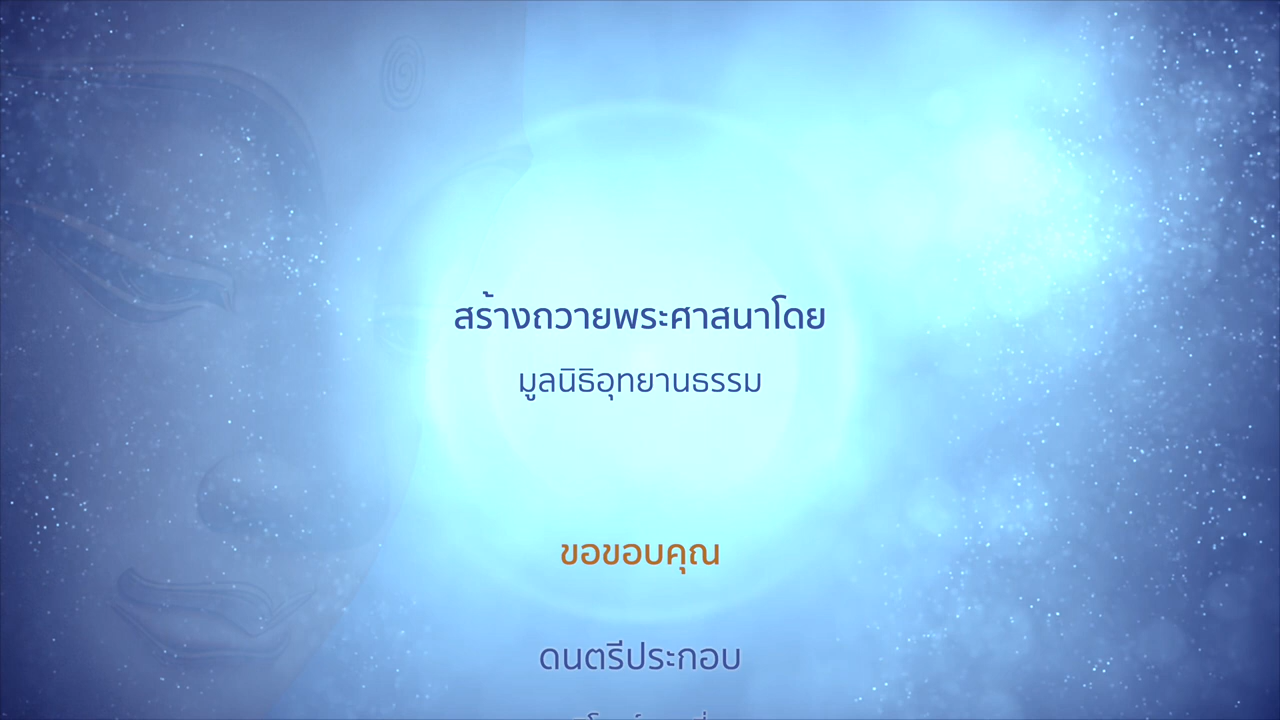 สร้างถวายพระศาสนาโดย
มูลนิธิอุทยานธรรม
ขอขอบคุณ
ดนตรีประกอบ